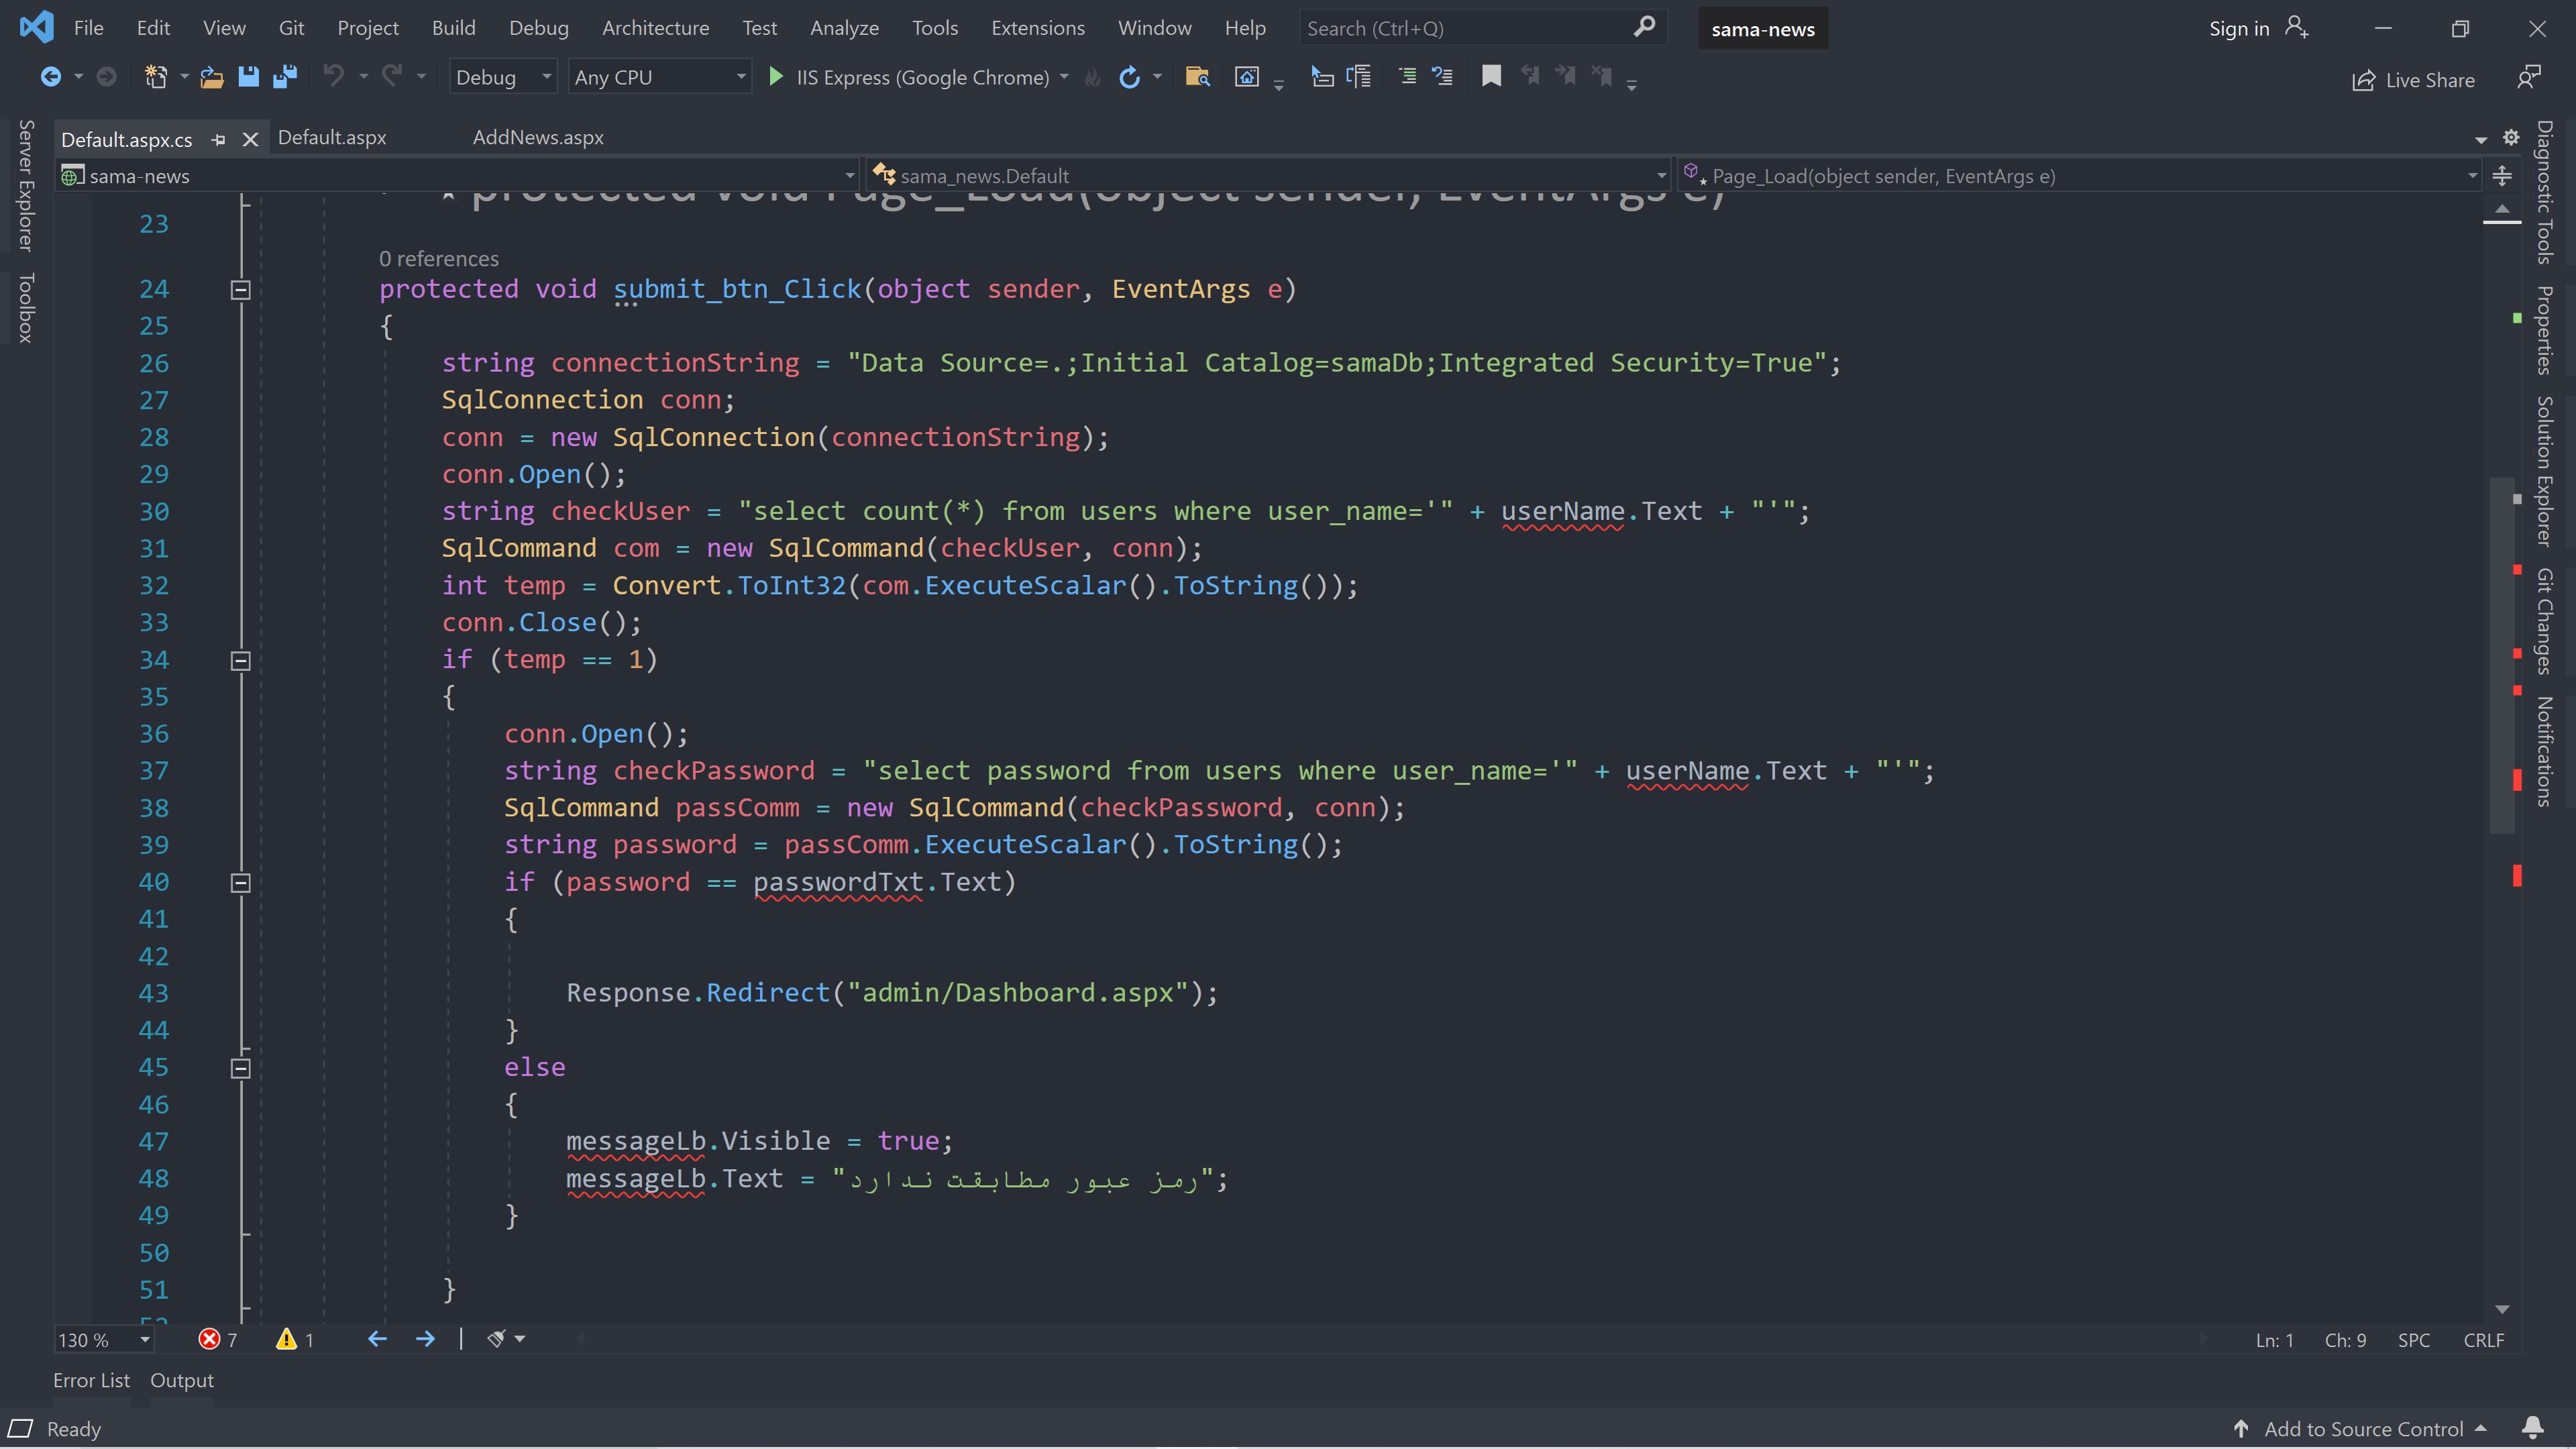 File Edit View Git Project Build Debug Architecture Test Analyze Tools Extensions Window Help Search (Ctrl+Q) sama-news Sign in
Debug Any CPU IIS Express (Google Chrome) Live Share
Server Explorer
Toolbox
Default.aspx.cs Default.aspx AddNews.aspx
sama-news sama_news.Default Page_Load(object sender, EventArgs e)
protected void Page_Load(object sender, EventArgs e)
23
0 references
24 protected void submit_btn_Click(object sender, EventArgs e)
25 {
26 string connectionString = "Data Source=.;Initial Catalog=samaDb;Integrated Security=True";
27 SqlConnection conn;
28 conn = new SqlConnection(connectionString);
29 conn.Open();
30 string checkUser = "select count(*) from users where user_name='" + userName.Text + "'";
31 SqlCommand com = new SqlCommand(checkUser, conn);
32 int temp = Convert.ToInt32(com.ExecuteScalar().ToString());
33 conn.Close();
34 if (temp == 1)
35 {
36 conn.Open();
37 string checkPassword = "select password from users where user_name='" + userName.Text + "'";
38 SqlCommand passComm = new SqlCommand(checkPassword, conn);
39 string password = passComm.ExecuteScalar().ToString();
40 if (password == passwordTxt.Text)
41 {
42
43 Response.Redirect("admin/Dashboard.aspx");
44 }
45 else
46 {
47 messageLb.Visible = true;
48 messageLb.Text = "رمز عبور مطابقت ندارد";
49 }
50
51 }
52
Diagnostic Tools
Properties
Solution Explorer
Git Changes
Notifications
130 % 7 1 Ln: 1 Ch: 9 SPC CRLF
Error List Output
Ready Add to Source Control